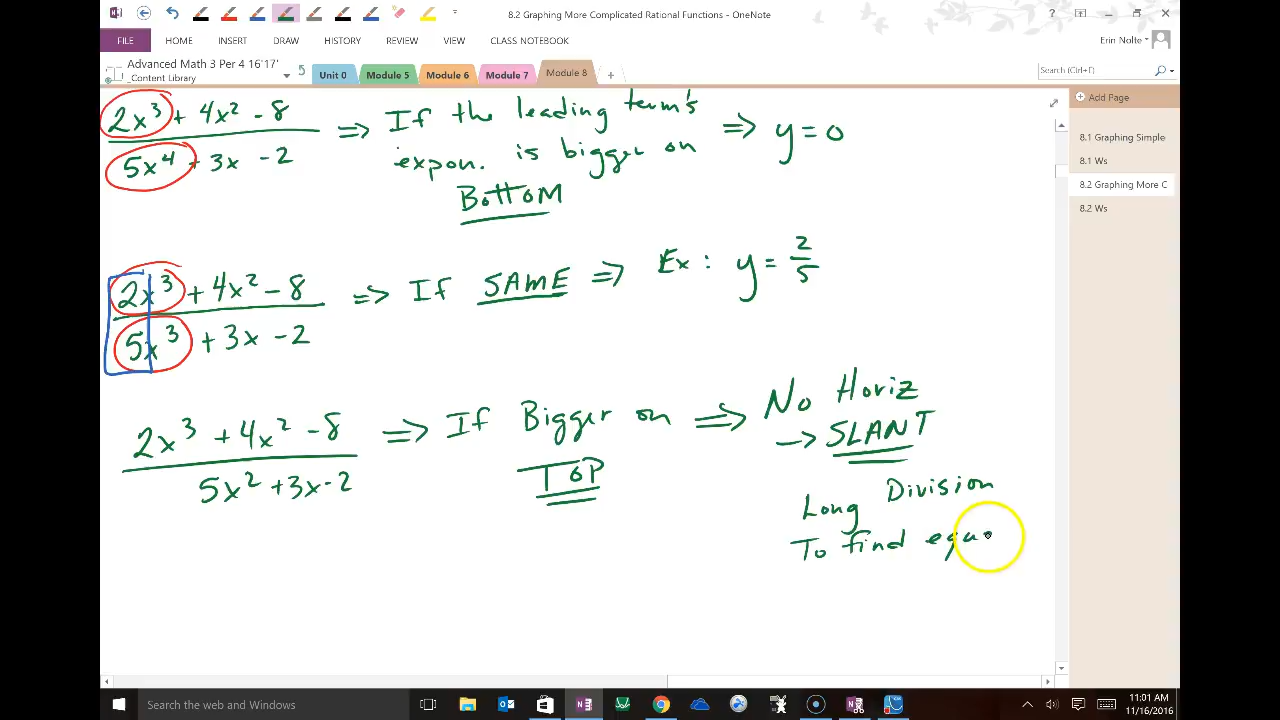 8.2 Graphing More Complicated Rational Functions - OneNote
FILE HOME INSERT DRAW HISTORY REVIEW VIEW CLASS NOTEBOOK
Erin Nolte
Advanced Math 3 Per 4 16'17'
_Content Library
Unit 0 Module 5 Module 6 Module 7 Module 8
Search (Ctrl+E)
Add Page
8.1 Graphing Simple
8.1 Ws
8.2 Graphing More C
8.2 Ws
2x³ + 4x² - 8
5x⁴ + 3x - 2
⇒ If the leading term's
expon. is bigger on
BOTTOM
⇒ y = 0
2x³ + 4x² - 8
5x³ + 3x - 2
⇒ If SAME ⇒ Ex: y = 2/5
2x³ + 4x² - 8
5x² + 3x - 2
⇒ If Bigger on
TOP
⇒ No Horiz
→ SLANT
Long Division
To find equa
Search the web and Windows
11:01 AM
11/16/2016